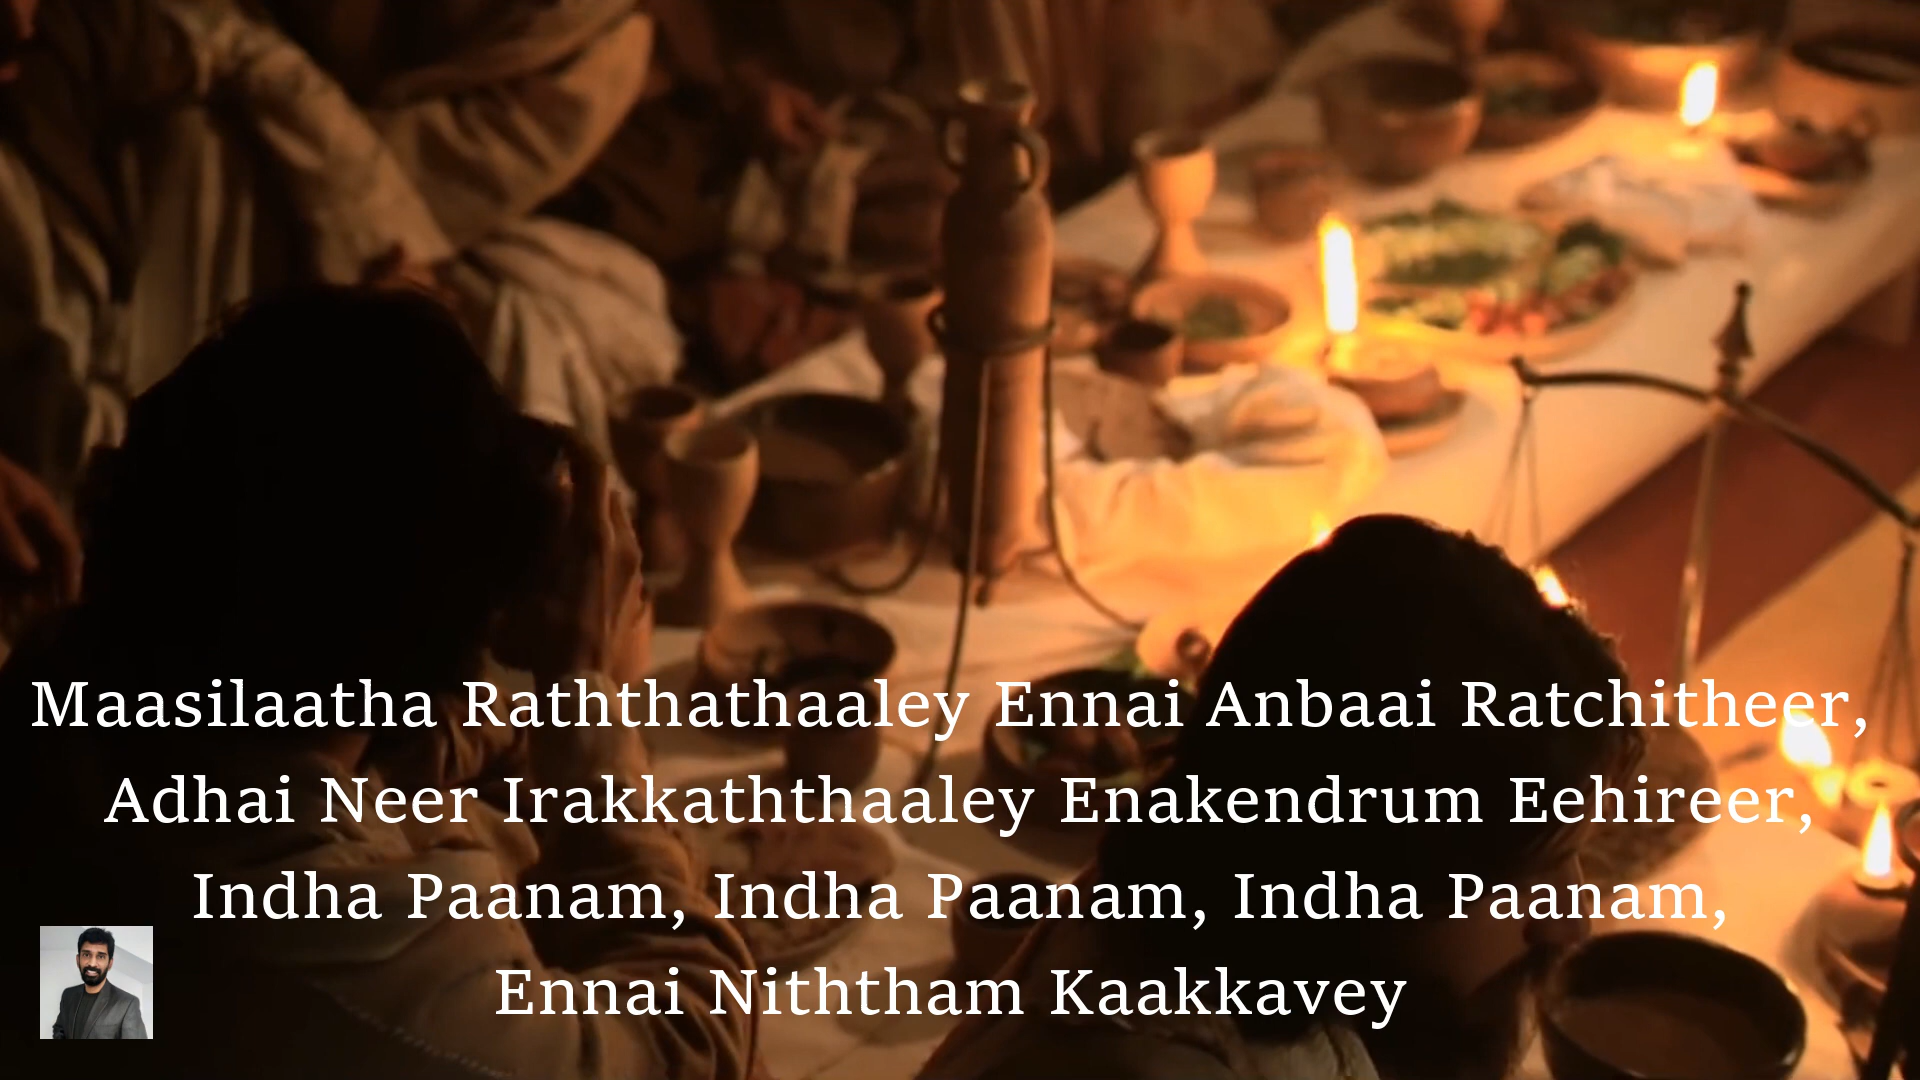 Maasilaatha Raththathaaley Ennai Anbaai Ratchitheer,
Adhai Neer Irakkaththaaley Enakendrum Eehireer,
Indha Paanam, Indha Paanam, Indha Paanam,
Ennai Niththam Kaakkavey